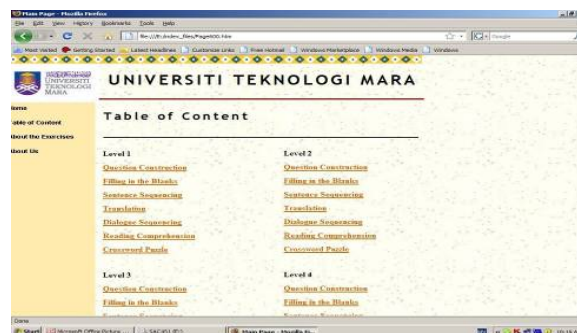 Main Page - Mozilla Firefox
File Edit View History Bookmarks Tools Help
Most Visited Getting Started Latest Headlines Customize Links Free Hotmail Windows Marketplace Windows Media Windows
Google
UNIVERSITI
TEKNOLOGI
MARA
UNIVERSITI TEKNOLOGI MARA
Home
Table of Content
About the Exercises
About Us
Table of Content
Level 1
Question Construction
Filling in the Blanks
Sentence Sequencing
Translation
Dialogue Sequencing
Reading Comprehension
Crossword Puzzle
Level 2
Question Construction
Filling in the Blanks
Sentence Sequencing
Translation
Dialogue Sequencing
Reading Comprehension
Crossword Puzzle
Level 3
Question Construction
Filling in the Blanks
Level 4
Question Construction
Filling in the Blanks
Done
Start
Main Page - Mozilla Fi...